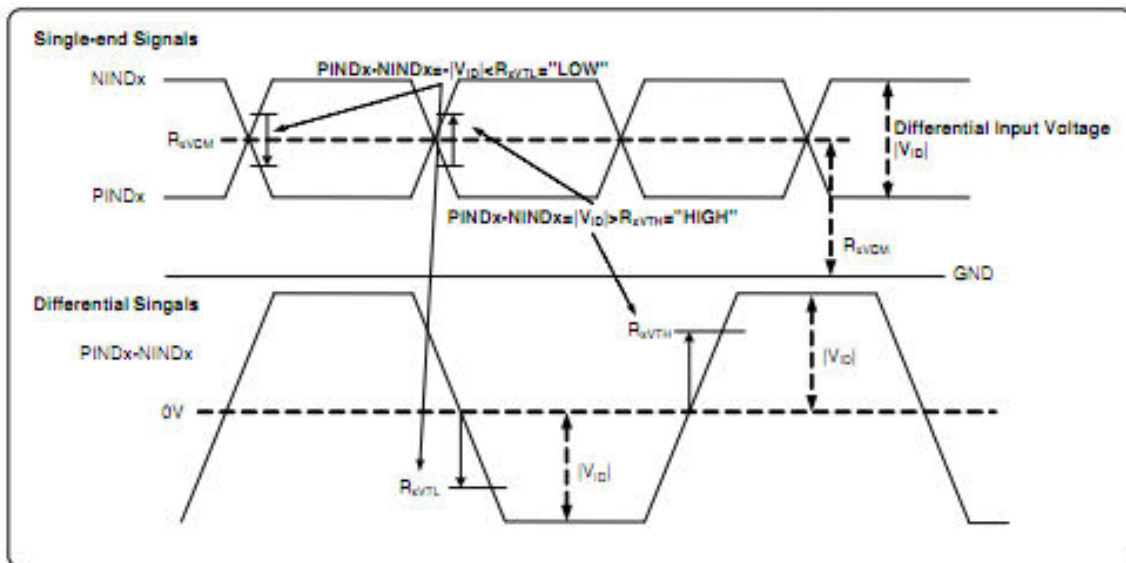 Single-end Signals
NINDx
PINDx-NINDx=-|VID|<RxVTL="LOW"
RxVCM
Differential Input Voltage
|VID|
PINDx
PINDx-NINDx=|VID|>RxVTH="HIGH"
RxVCM
GND
Differential Singals
RxVTH
PINDx-NINDx
|VID|
0V
|VID|
RxVTL